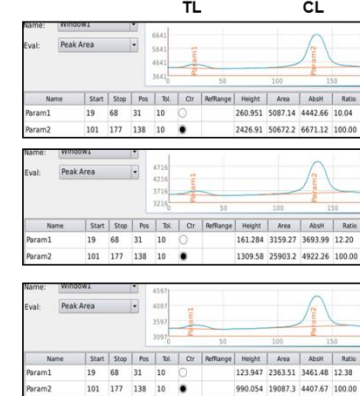 TL CL
Name: Window1
Eval: Peak Area
6641
5641
4641
3641
0 50 100 150
Param1
Param2
Name Start Stop Pos Tol. Ctr RefRange Height Area AbsH Ratio
Param1 19 68 31 10 260.951 5087.14 4442.66 10.04
Param2 101 177 138 10 2426.91 50672.2 6671.12 100.00
Name: Window1
Eval: Peak Area
4716
4216
3716
3216
0 50 100 150
Param1
Param2
Name Start Stop Pos Tol. Ctr RefRange Height Area AbsH Ratio
Param1 19 68 31 10 161.284 3159.27 3693.99 12.20
Param2 101 177 138 10 1309.58 25903.2 4922.26 100.00
Name: Window1
Eval: Peak Area
4597
4097
3597
3097
0 50 100 150
Param1
Param2
Name Start Stop Pos Tol. Ctr RefRange Height Area AbsH Ratio
Param1 19 68 31 10 123.947 2363.51 3461.48 12.38
Param2 101 177 138 10 990.054 19087.3 4407.67 100.00